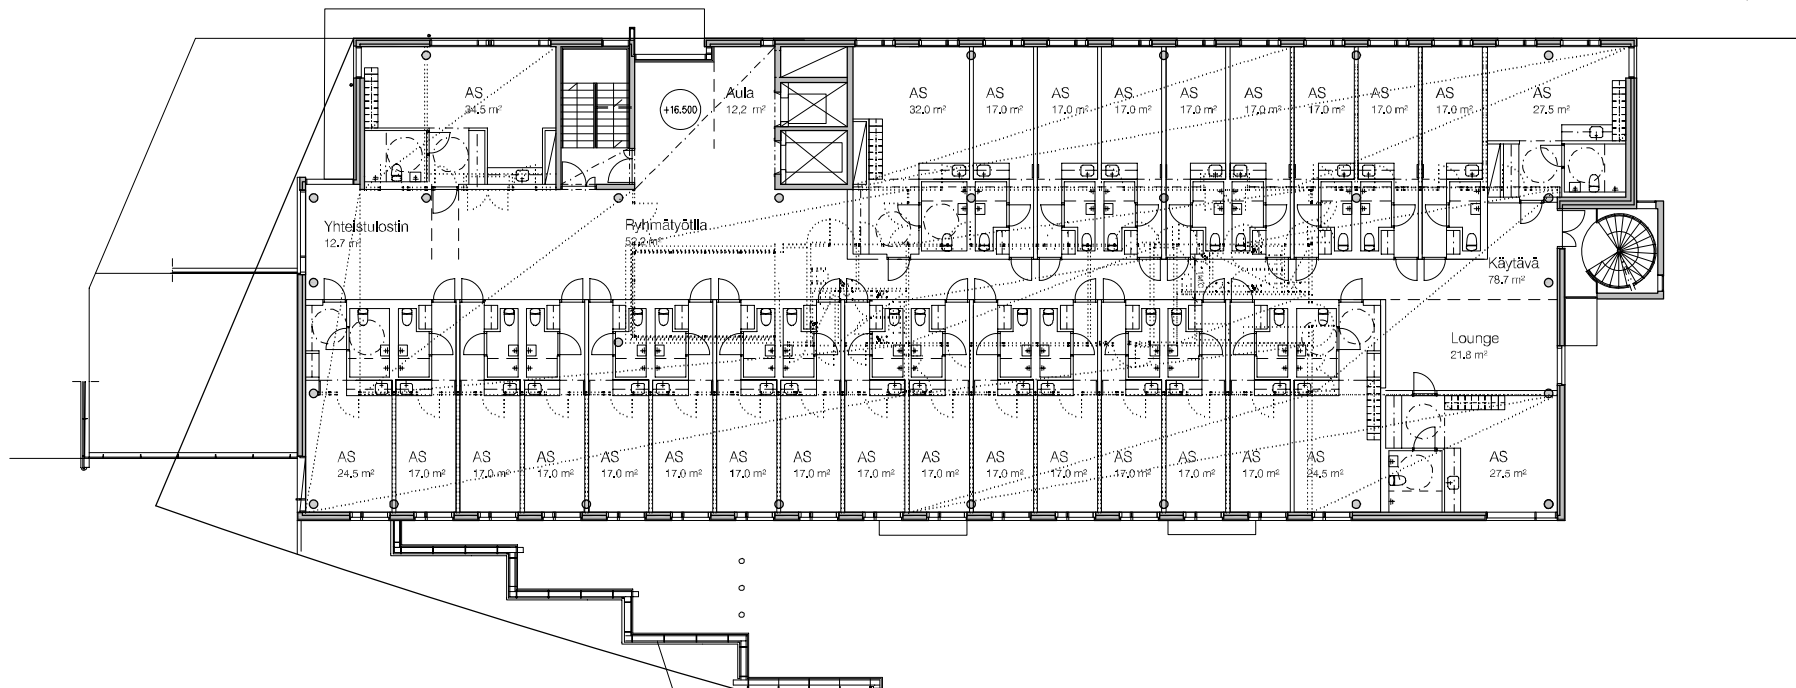 AS
34,5 m²
+16.500
Aula
12,2 m²
AS
32.0 m²
AS
17.0 m²
AS
17.0 m²
AS
17.0 m²
AS
17.0 m²
AS
17.0 m²
AS
17.0 m²
AS
17.0 m²
AS
17.0 m²
AS
27.5 m²
Yhteistulostin
12.7 m²
Ryhmätyötila
Käytävä
78.7 m²
Lounge
21.8 m²
AS
24.5 m²
AS
17.0 m²
AS
17.0 m²
AS
17.0 m²
AS
17.0 m²
AS
17.0 m²
AS
17.0 m²
AS
17.0 m²
AS
17.0 m²
AS
17.0 m²
AS
17.0 m²
AS
17.0 m²
AS
17.0 m²
AS
17.0 m²
AS
17.0 m²
AS
24.5 m²
AS
27.5 m²